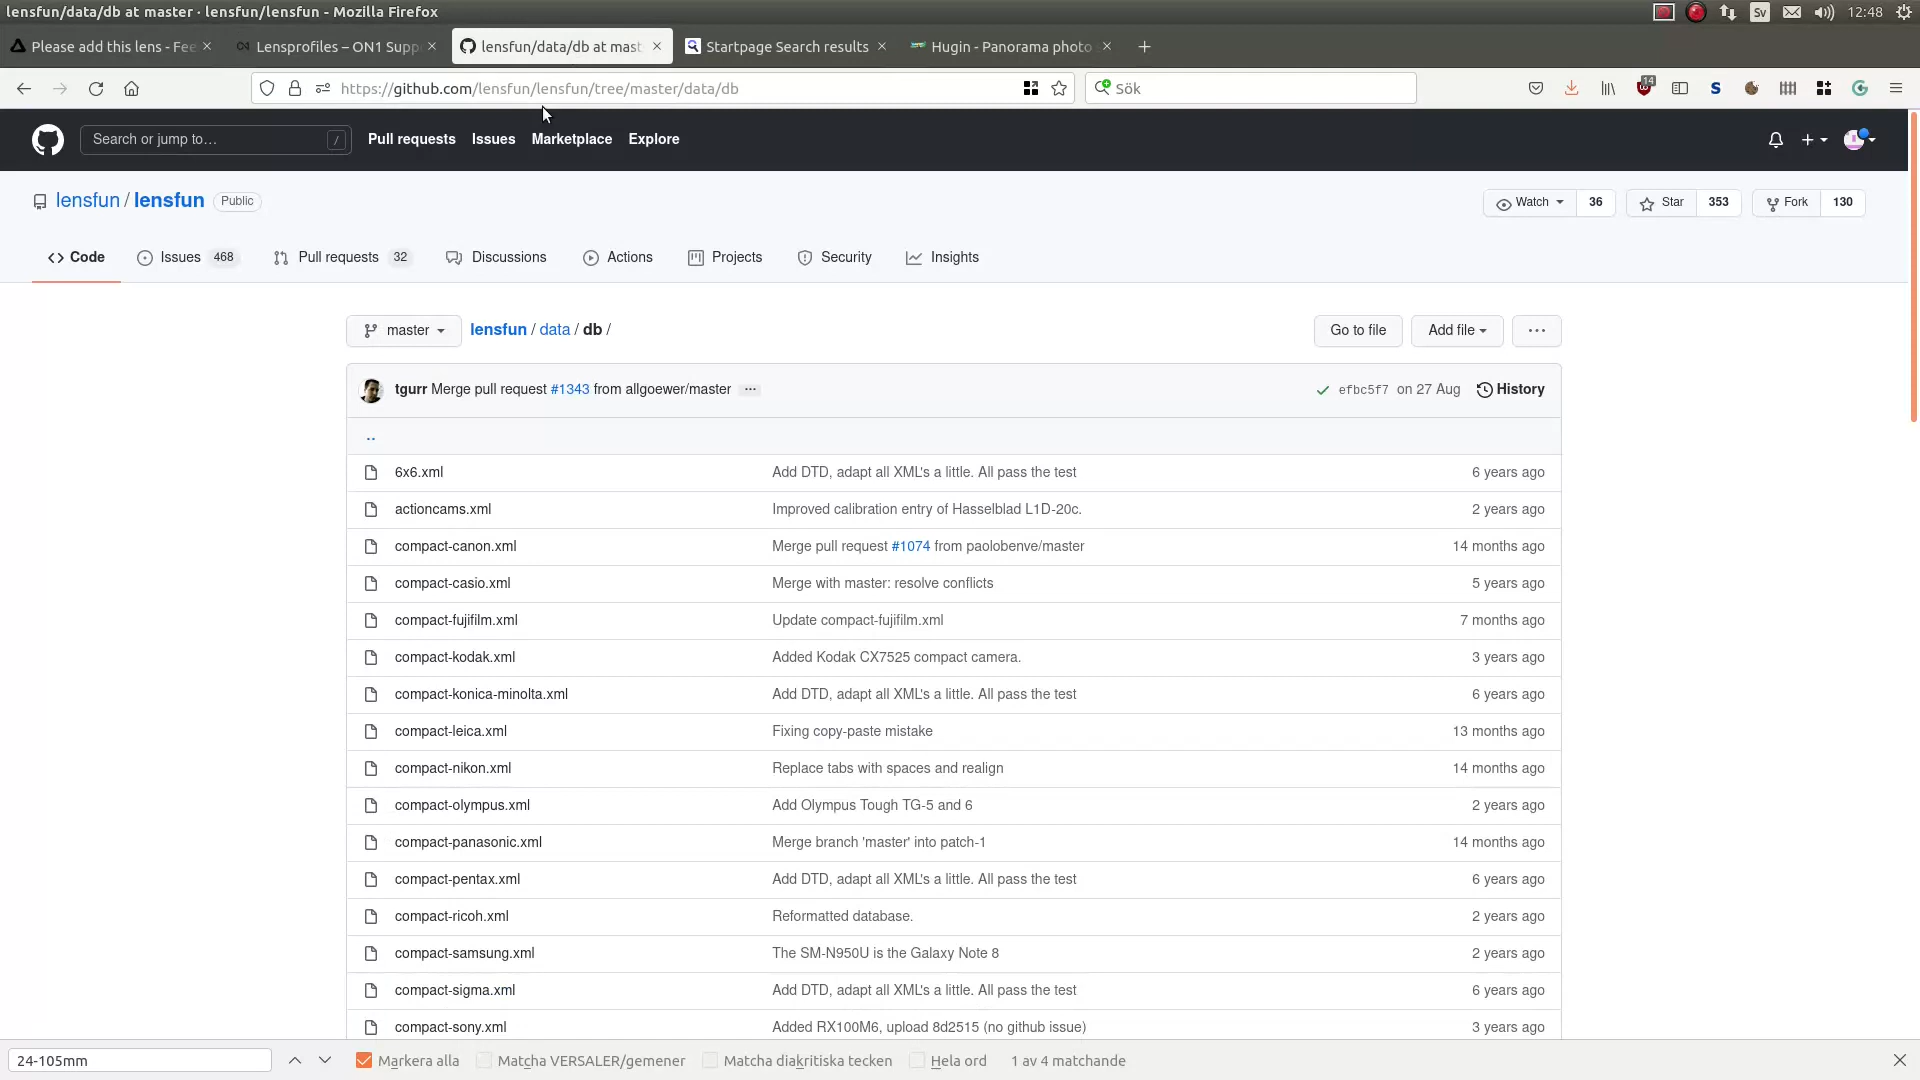 lensfun/data/db at master · lensfun/lensfun - Mozilla Firefox
Sv
12:48
Please add this lens - Fee
Lensprofiles – ON1 Supp
lensfun/data/db at mast
Startpage Search results
Hugin - Panorama photo
https://github.com/lensfun/lensfun/tree/master/data/db
Sök
14
S
Search or jump to…
/
Pull requests
Issues
Marketplace
Explore
lensfun / lensfun
Public
Watch
36
Star
353
Fork
130
Code
Issues 468
Pull requests 32
Discussions
Actions
Projects
Security
Insights
master
lensfun / data / db /
Go to file
Add file
tgurr Merge pull request #1343 from allgoewer/master
efbc5f7 on 27 Aug
History
..
6x6.xml Add DTD, adapt all XML's a little. All pass the test 6 years ago
actioncams.xml Improved calibration entry of Hasselblad L1D-20c. 2 years ago
compact-canon.xml Merge pull request #1074 from paolobenve/master 14 months ago
compact-casio.xml Merge with master: resolve conflicts 5 years ago
compact-fujifilm.xml Update compact-fujifilm.xml 7 months ago
compact-kodak.xml Added Kodak CX7525 compact camera. 3 years ago
compact-konica-minolta.xml Add DTD, adapt all XML's a little. All pass the test 6 years ago
compact-leica.xml Fixing copy-paste mistake 13 months ago
compact-nikon.xml Replace tabs with spaces and realign 14 months ago
compact-olympus.xml Add Olympus Tough TG-5 and 6 2 years ago
compact-panasonic.xml Merge branch 'master' into patch-1 14 months ago
compact-pentax.xml Add DTD, adapt all XML's a little. All pass the test 6 years ago
compact-ricoh.xml Reformatted database. 2 years ago
compact-samsung.xml The SM-N950U is the Galaxy Note 8 2 years ago
compact-sigma.xml Add DTD, adapt all XML's a little. All pass the test 6 years ago
compact-sony.xml Added RX100M6, upload 8d2515 (no github issue) 3 years ago
24-105mm
Markera alla
Matcha VERSALER/gemener
Matcha diakritiska tecken
Hela ord
1 av 4 matchande